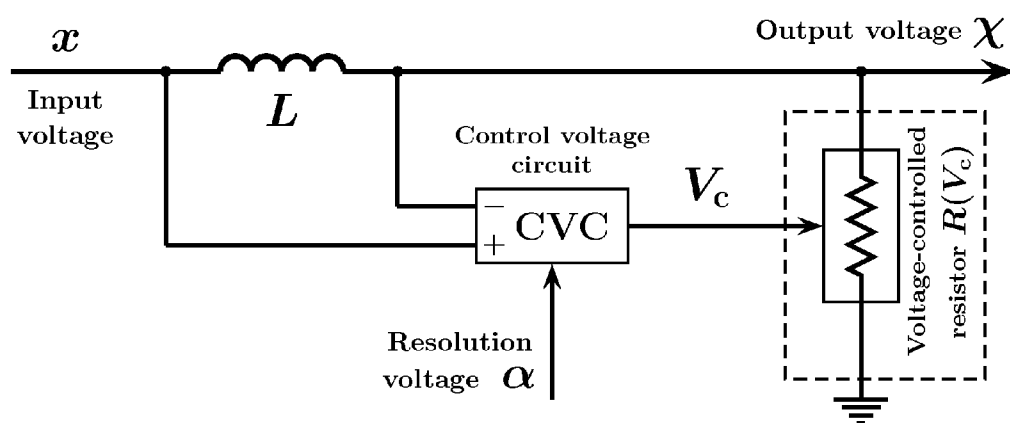 x
Input
voltage
L
Output voltage χ
Control voltage
circuit
−
+
CVC
V_c
Resolution
voltage α
Voltage-controlled
resistor R(V_c)